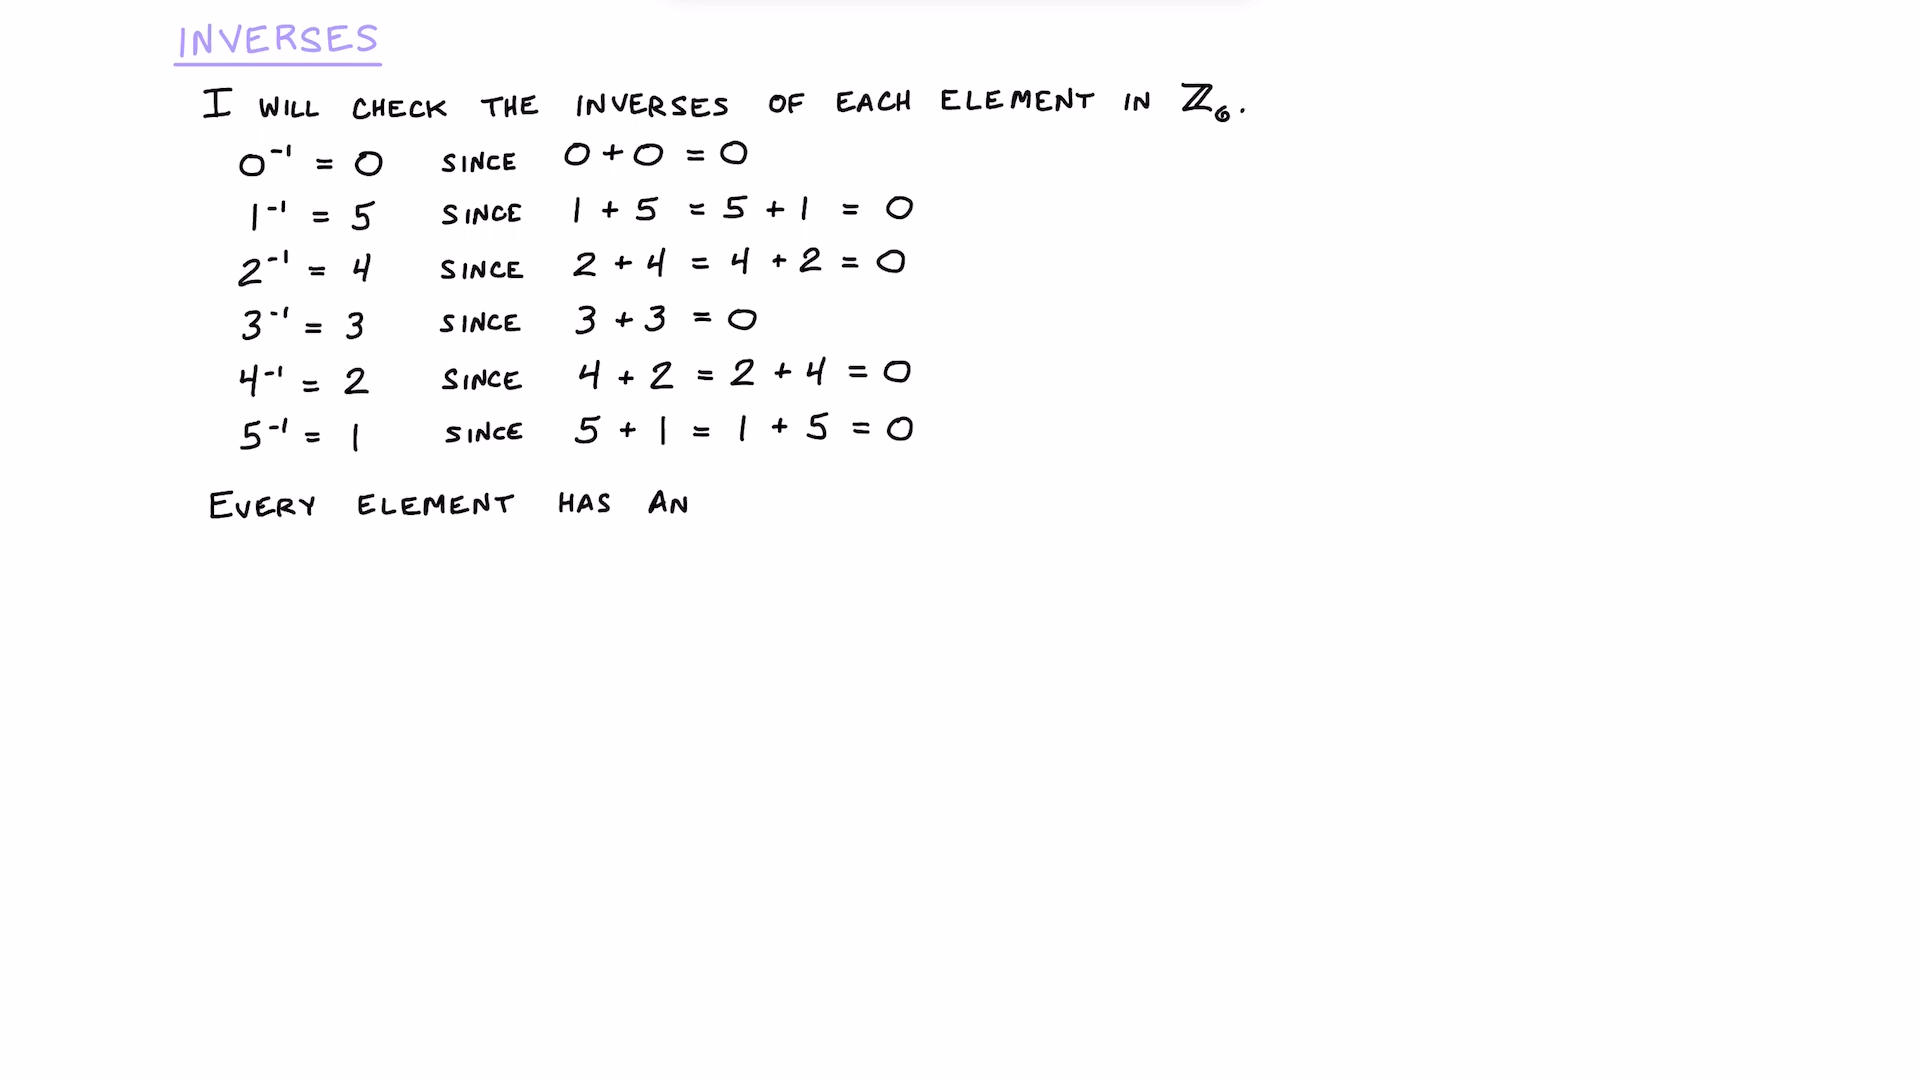 INVERSES
I WILL CHECK THE INVERSES OF EACH ELEMENT IN ℤ₆.
0⁻¹ = 0 SINCE 0 + 0 = 0
1⁻¹ = 5 SINCE 1 + 5 = 5 + 1 = 0
2⁻¹ = 4 SINCE 2 + 4 = 4 + 2 = 0
3⁻¹ = 3 SINCE 3 + 3 = 0
4⁻¹ = 2 SINCE 4 + 2 = 2 + 4 = 0
5⁻¹ = 1 SINCE 5 + 1 = 1 + 5 = 0
EVERY ELEMENT HAS AN